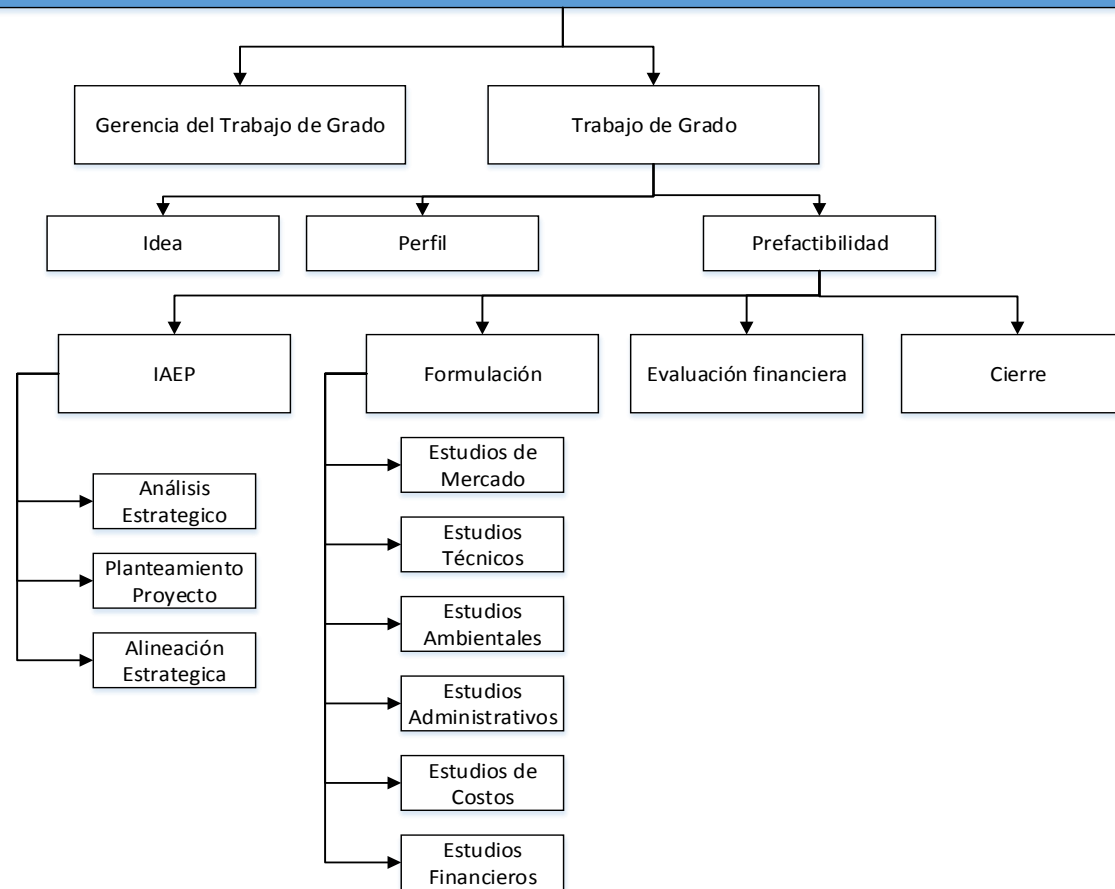 Gerencia del Trabajo de Grado
Trabajo de Grado
Idea
Perfil
Prefactibilidad
IAEP
Formulación
Evaluación financiera
Cierre
Análisis
Estrategico
Planteamiento
Proyecto
Alineación
Estrategica
Estudios de
Mercado
Estudios
Técnicos
Estudios
Ambientales
Estudios
Administrativos
Estudios de
Costos
Estudios
Financieros